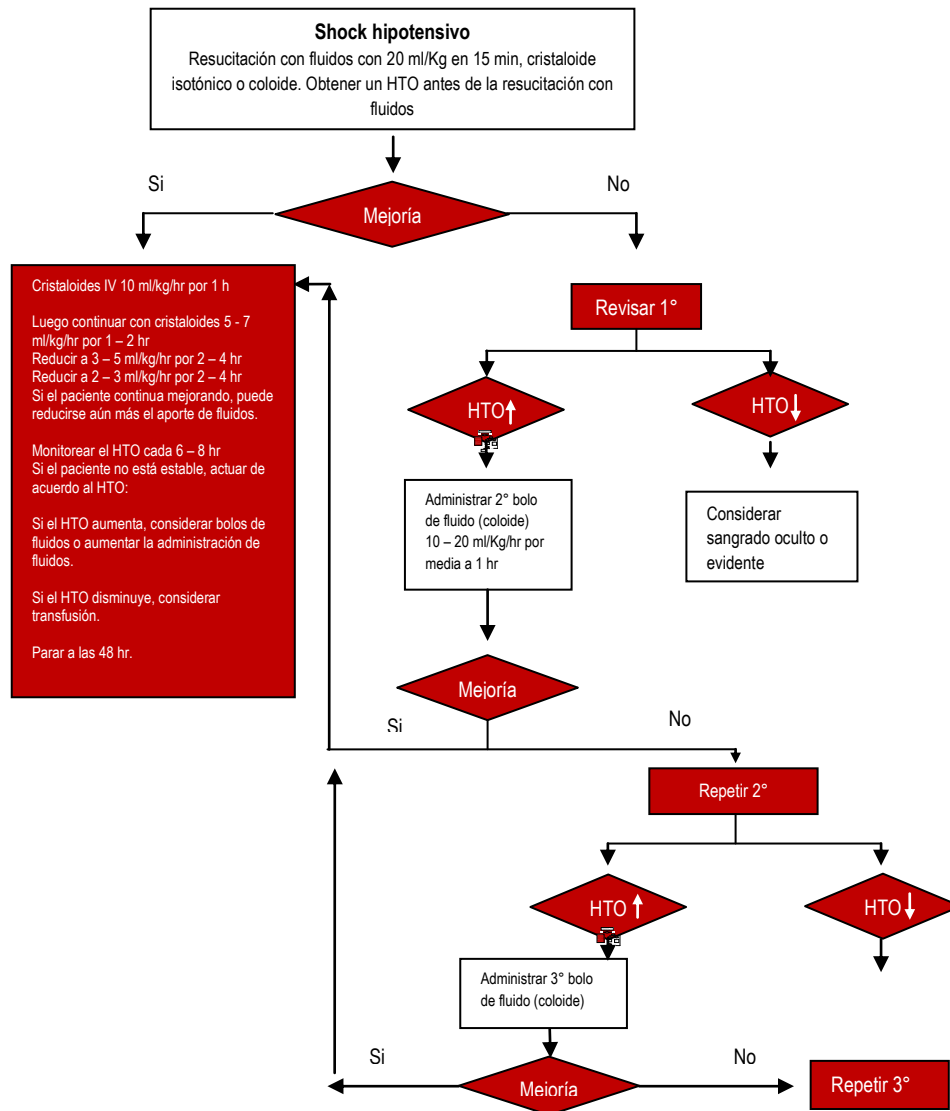 Shock hipotensivo
Resucitación con fluidos con 20 ml/Kg en 15 min, cristaloide
isotónico o coloide. Obtener un HTO antes de la resucitación con
fluidos
Si
No
Mejoría
Cristaloides IV 10 ml/kg/hr por 1 h
Luego continuar con cristaloides 5 - 7
ml/kg/hr por 1 – 2 hr
Reducir a 3 – 5 ml/kg/hr por 2 – 4 hr
Reducir a 2 – 3 ml/kg/hr por 2 – 4 hr
Si el paciente continua mejorando, puede
reducirse aún más el aporte de fluidos.
Monitorear el HTO cada 6 – 8 hr
Si el paciente no está estable, actuar de
acuerdo al HTO:
Si el HTO aumenta, considerar bolos de
fluidos o aumentar la administración de
fluidos.
Si el HTO disminuye, considerar
transfusión.
Parar a las 48 hr.
Revisar 1°
HTO↑
HTO↓
Administrar 2° bolo
de fluido (coloide)
10 – 20 ml/Kg/hr por
media a 1 hr
Considerar
sangrado oculto o
evidente
Mejoría
Si
No
Repetir 2°
HTO↑
HTO↓
Administrar 3° bolo
de fluido (coloide)
Si
No
Mejoría
Repetir 3°